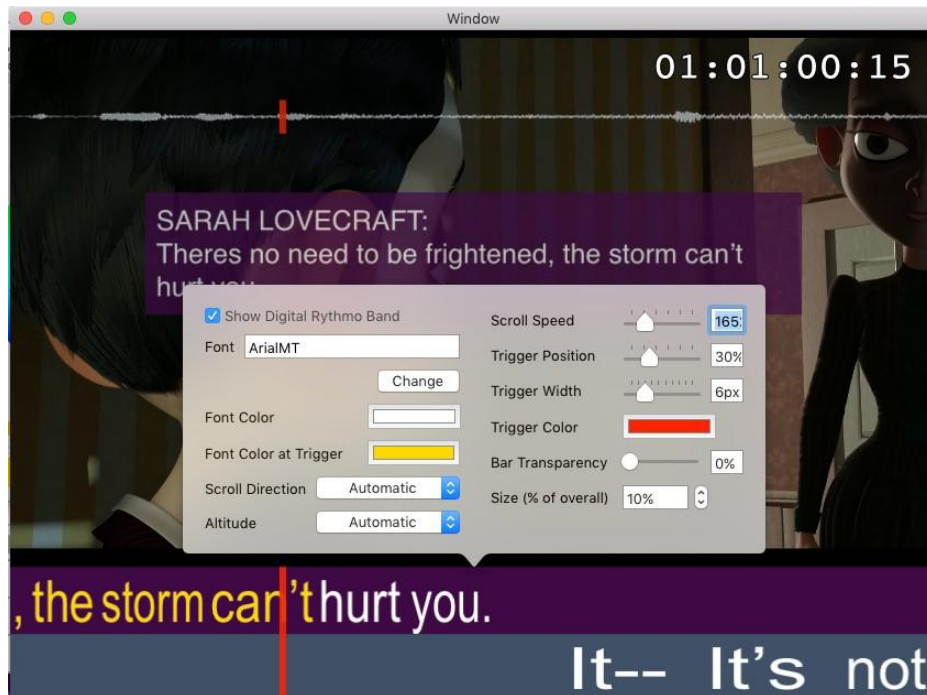 Window
01:01:00:15
SARAH LOVECRAFT:
Theres no need to be frightened, the storm can't
Show Digital Rythmo Band
Font ArialMT
Change
Font Color
Font Color at Trigger
Scroll Direction Automatic
Altitude Automatic
Scroll Speed 165
Trigger Position 30%
Trigger Width 6px
Trigger Color
Bar Transparency 0%
Size (% of overall) 10%
, the storm can't hurt you.
It-- It's not